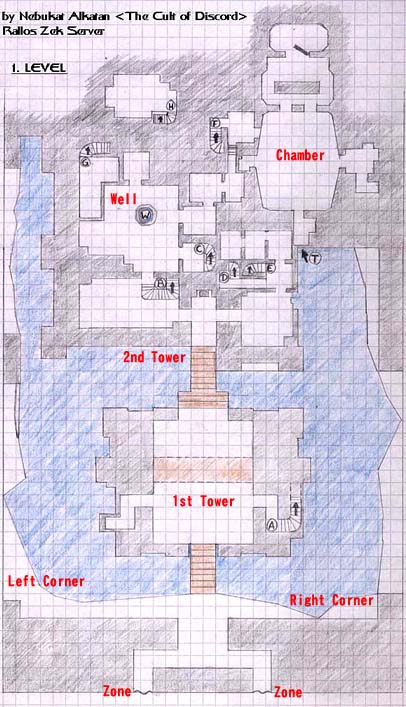 by Nebukat Alkatan <The Cult of Discord>
Rallos Zek Server
1. LEVEL
H
F
Chamber
G
Well
W
C
T
D
E
B
2nd Tower
1st Tower
A
Left Corner
Right Corner
Zone
Zone